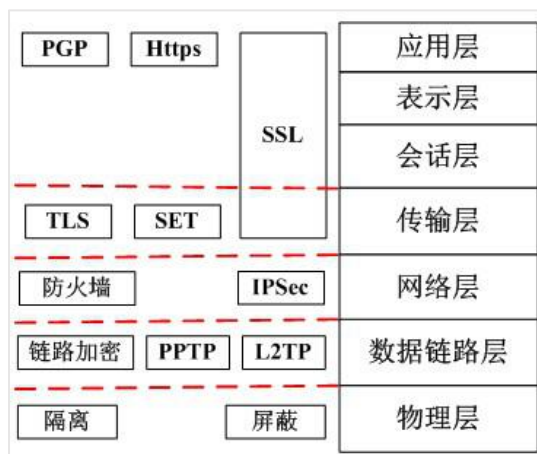 PGP Https 应用层
表示层
SSL
会话层
TLS SET 传输层
防火墙 IPSec 网络层
链路加密 PPTP L2TP 数据链路层
隔离 屏蔽 物理层